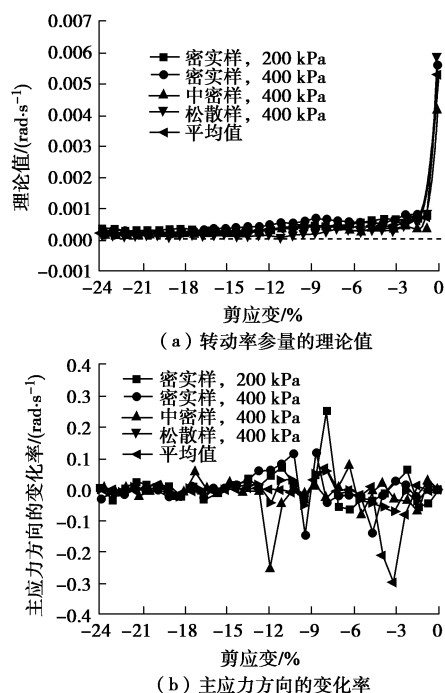 0.007
0.006
0.005
0.004
0.003
0.002
0.001
0.000
−0.001
理论值/(rad·s⁻¹)
密实样，200 kPa
密实样，400 kPa
中密样，400 kPa
松散样，400 kPa
平均值
−24 −21 −18 −15 −12 −9 −6 −3 0
剪应变/%
（a）转动率参量的理论值
0.4
0.3
0.2
0.1
0.0
−0.1
−0.2
−0.3
−0.4
主应力方向的变化率/(rad·s⁻¹)
密实样，200 kPa
密实样，400 kPa
中密样，400 kPa
松散样，400 kPa
平均值
−24 −21 −18 −15 −12 −9 −6 −3 0
剪应变/%
（b）主应力方向的变化率